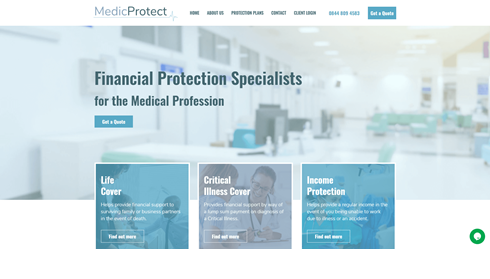 MedicProtect
HOME ABOUT US PROTECTION PLANS CONTACT CLIENT LOGIN
0844 889 4583
Get a Quote
Financial Protection Specialists
for the Medical Profession
Get a Quote
Life
Cover
Helps provide financial support to
surviving family or business partners
in the event of death.
Find out more
Critical
Illness Cover
Provides financial support by way of
a lump-sum payment on diagnosis of
a Critical Illness.
Find out more
Income
Protection
Helps provide a regular income in the
event of you being unable to work
due to illness or an accident.
Find out more